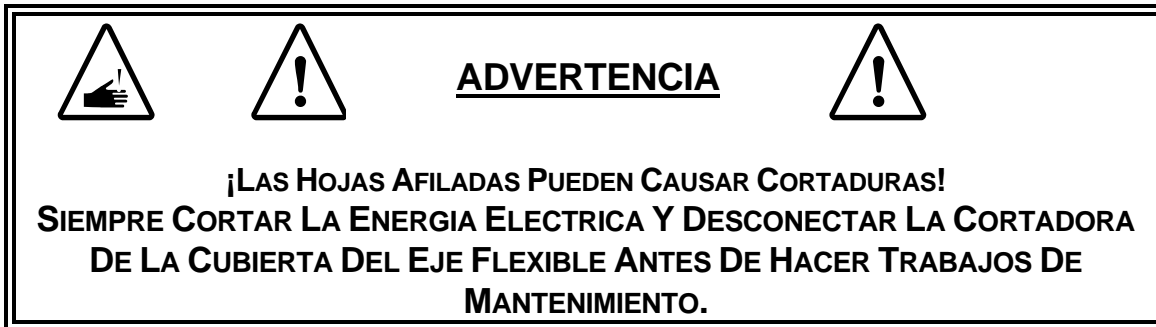 ADVERTENCIA
¡LAS HOJAS AFILADAS PUEDEN CAUSAR CORTADURAS!
SIEMPRE CORTAR LA ENERGIA ELECTRICA Y DESCONECTAR LA CORTADORA
DE LA CUBIERTA DEL EJE FLEXIBLE ANTES DE HACER TRABAJOS DE
MANTENIMIENTO.